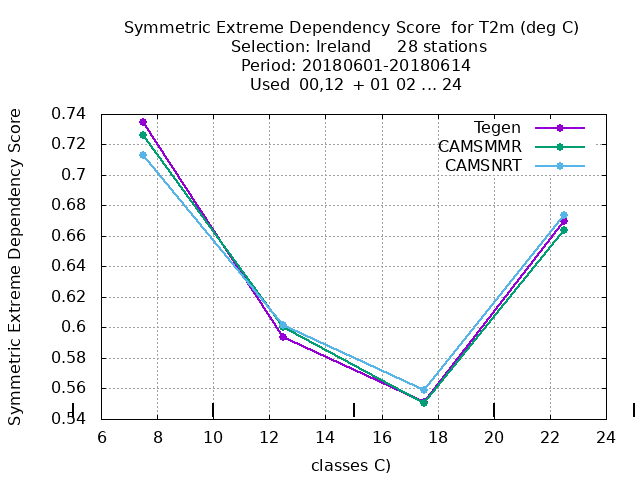 Symmetric Extreme Dependency Score  for T2m (deg C)
Selection: Ireland     28 stations
Period: 20180601-20180614
Used  00,12  + 01 02 ... 24
Symmetric Extreme Dependency Score
0.74
0.72
0.7
0.68
0.66
0.64
0.62
0.6
0.58
0.56
0.54
Tegen
CAMSMMR
CAMSNRT
6 8 10 12 14 16 18 20 22 24
classes C)